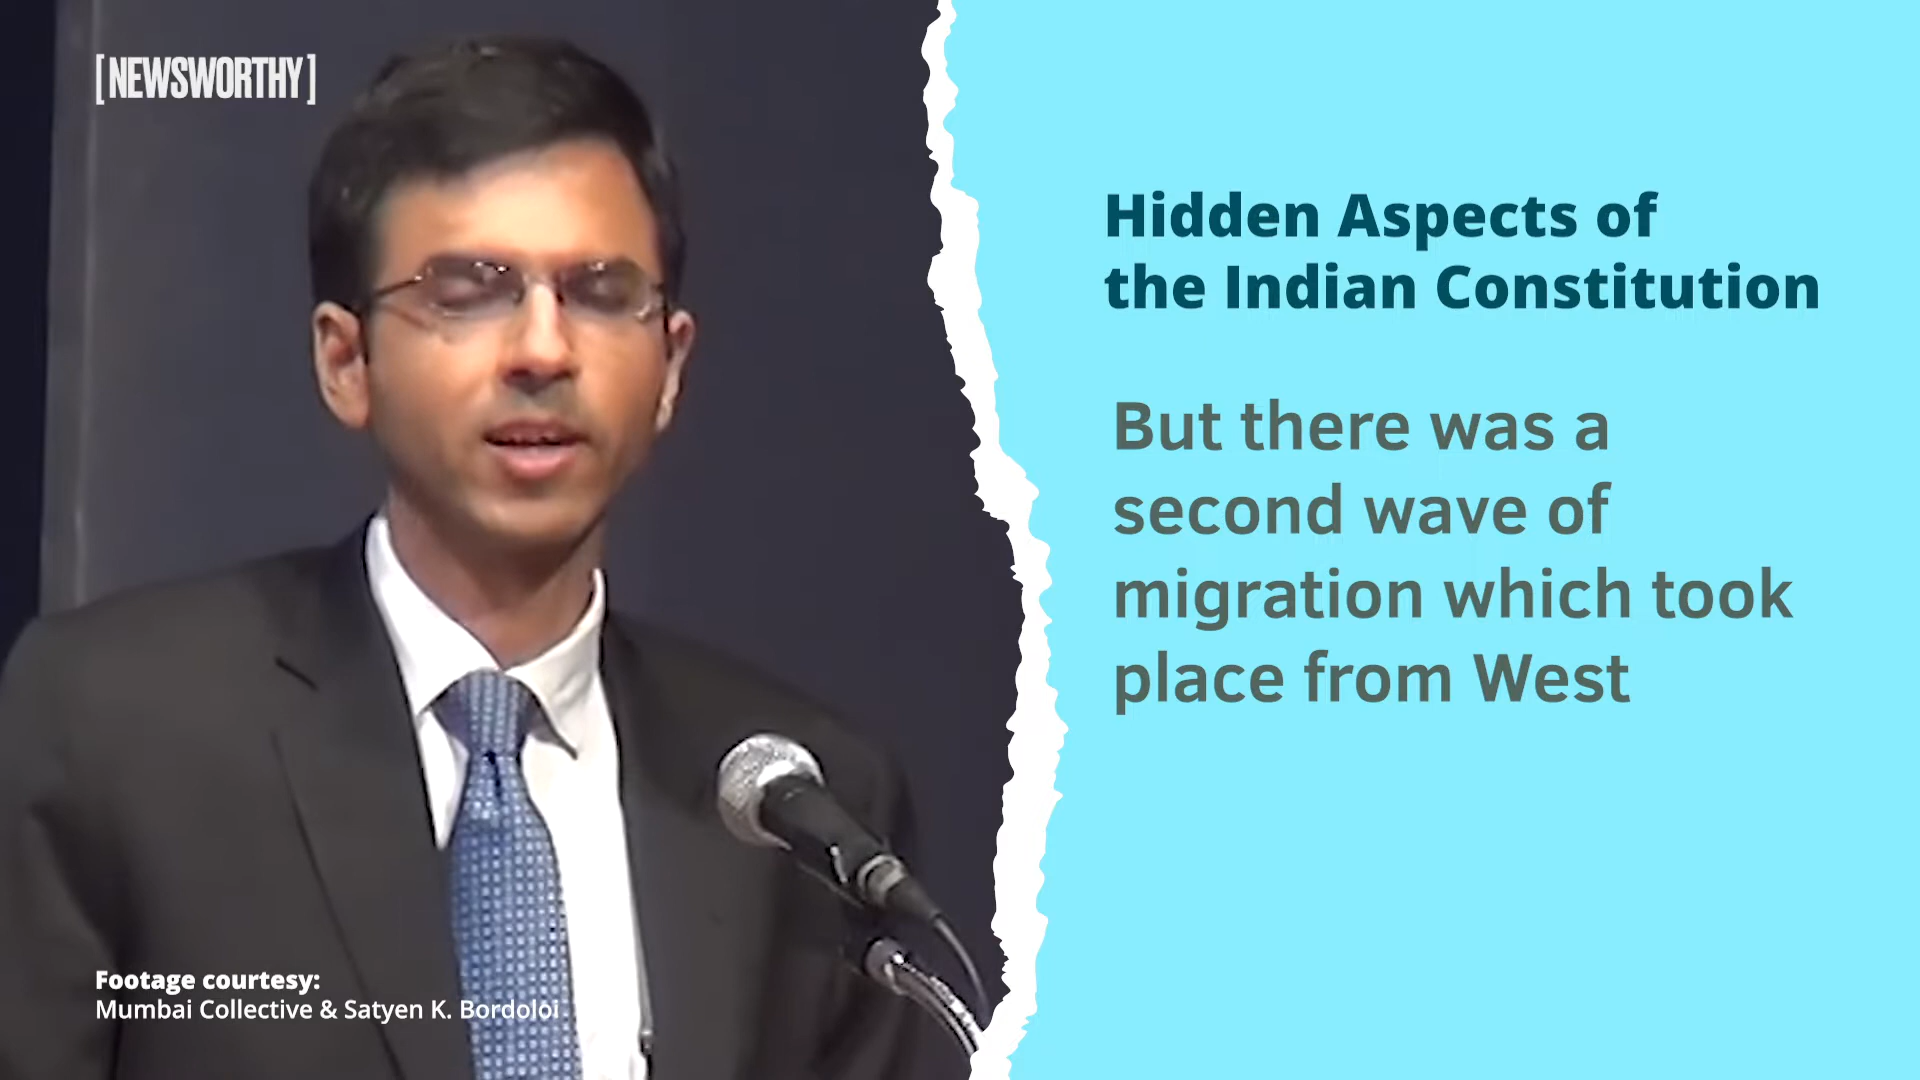 [NEWSWORTHY]
Hidden Aspects of
the Indian Constitution
But there was a
second wave of
migration which took
place from West
Footage courtesy:
Mumbai Collective & Satyen K. Bordoloi